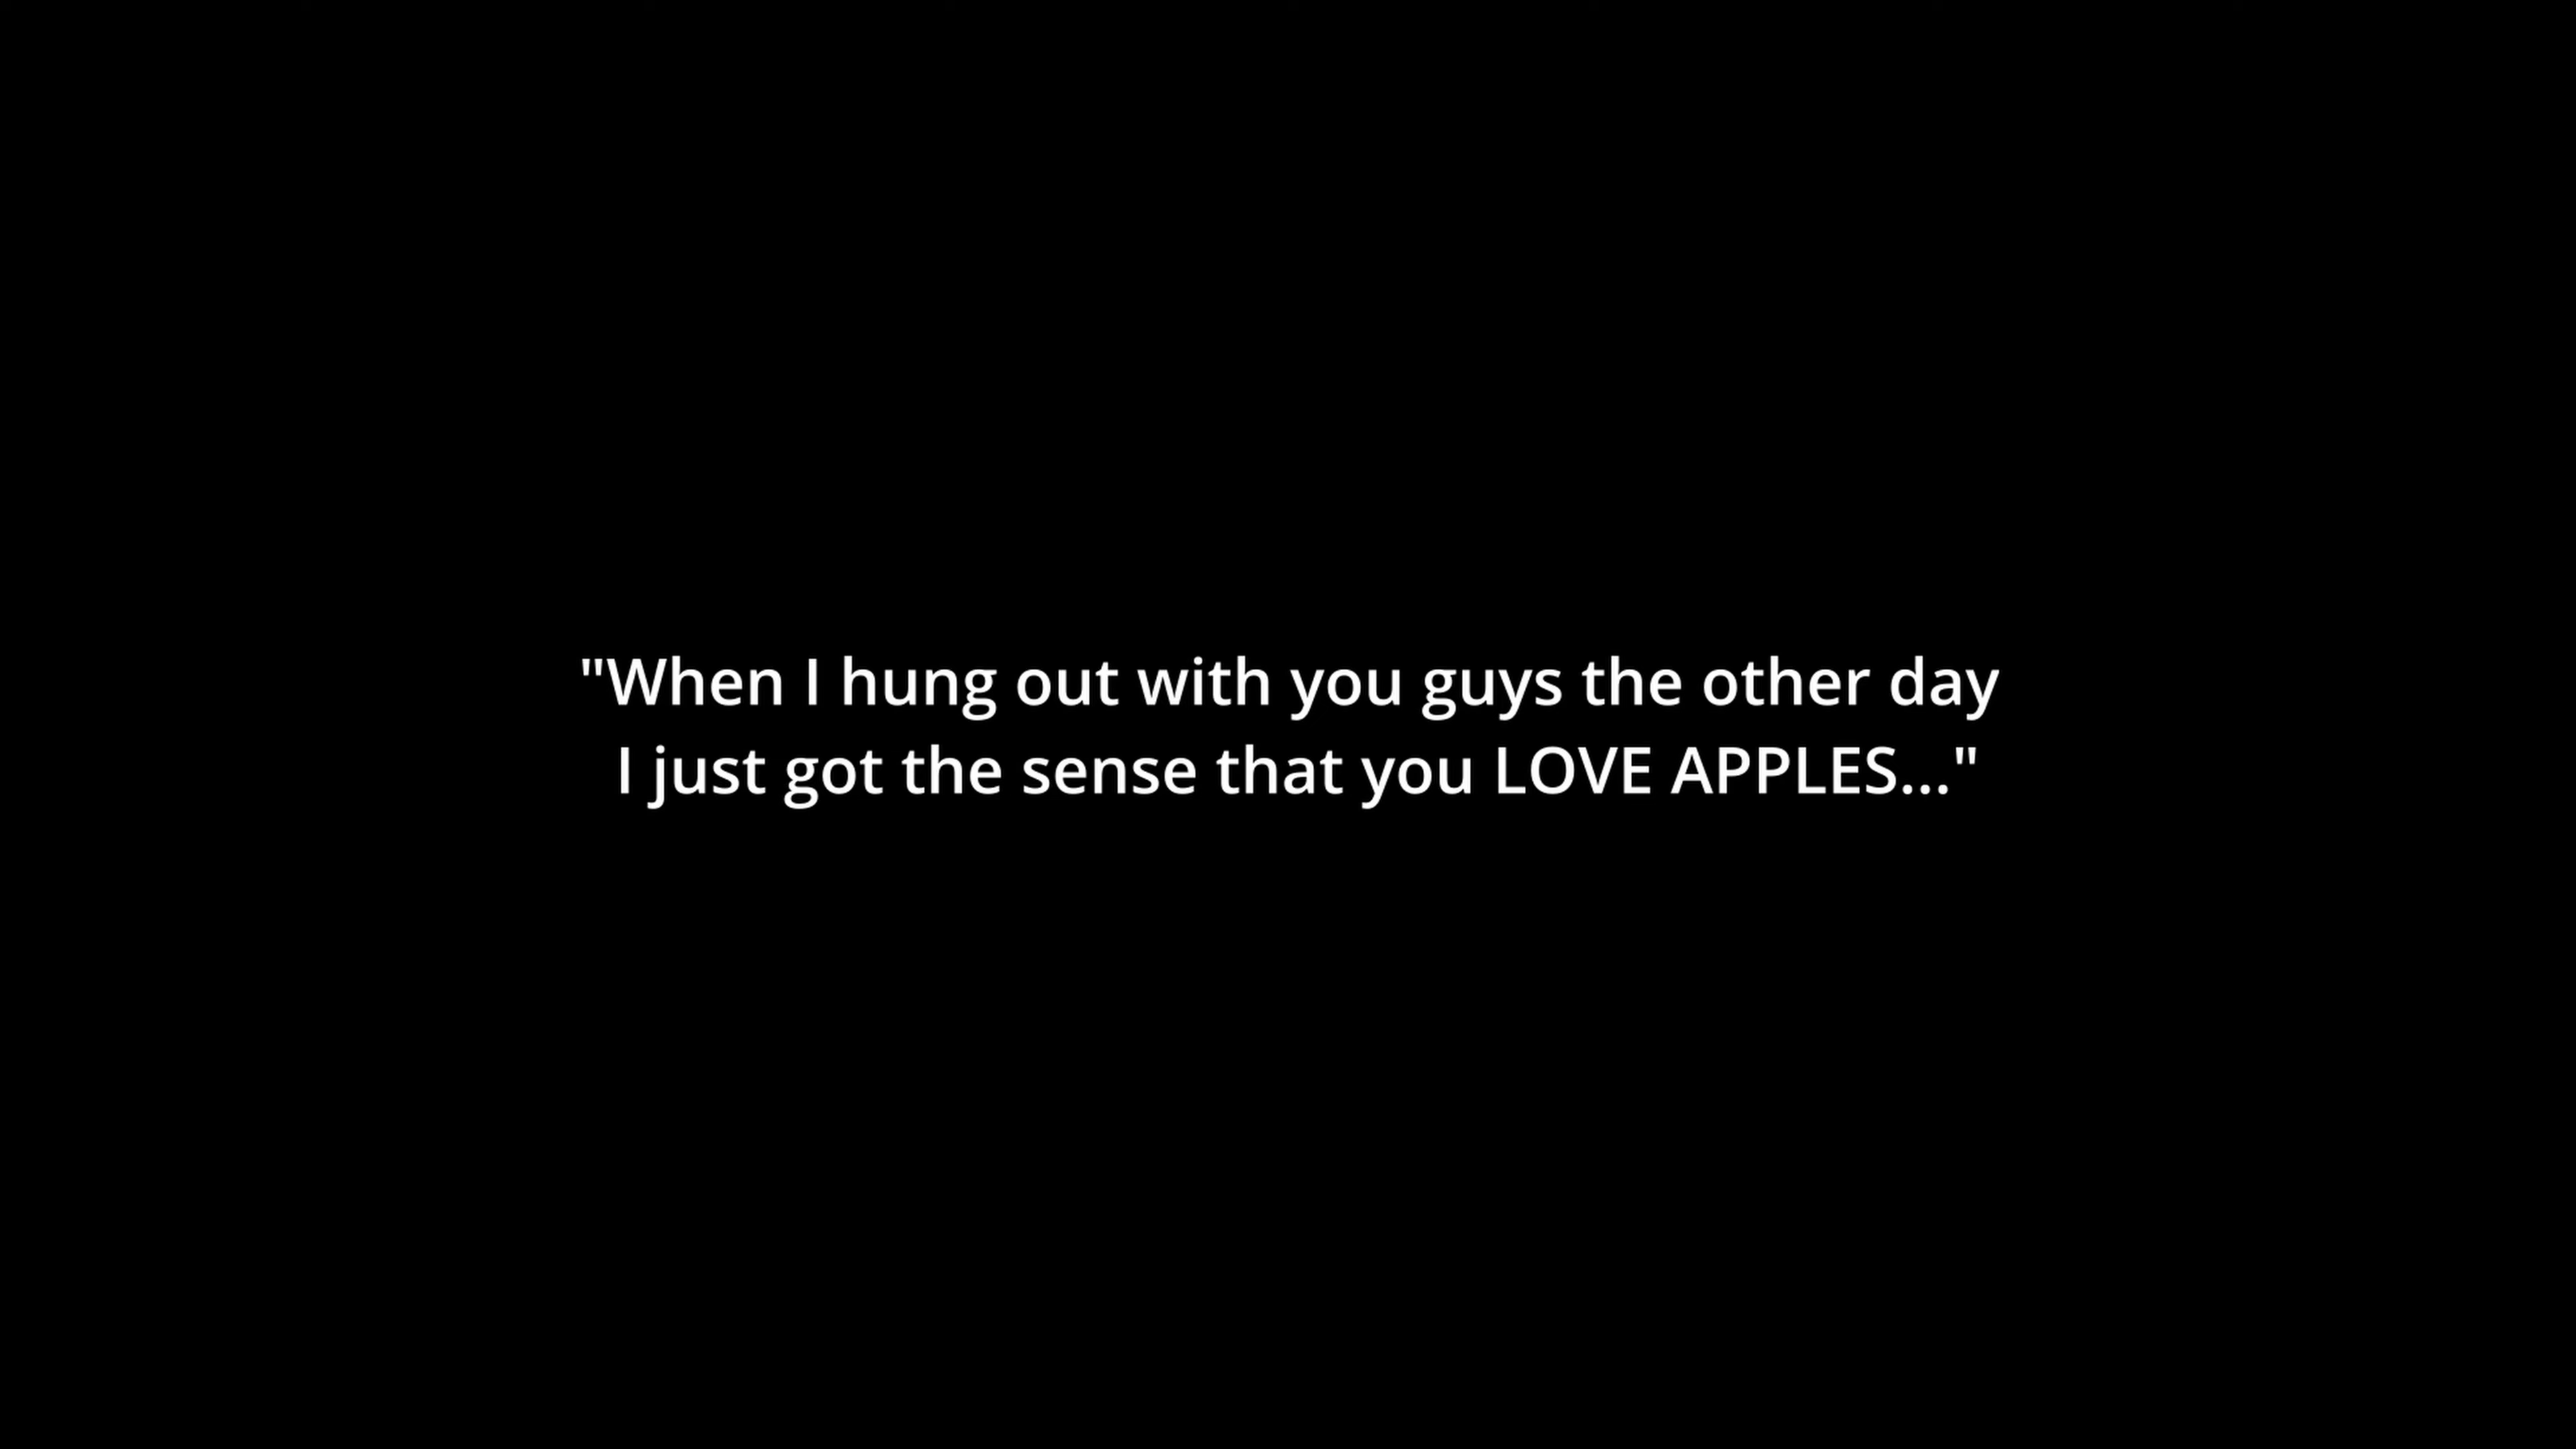 "When I hung out with you guys the other day
I just got the sense that you LOVE APPLES..."